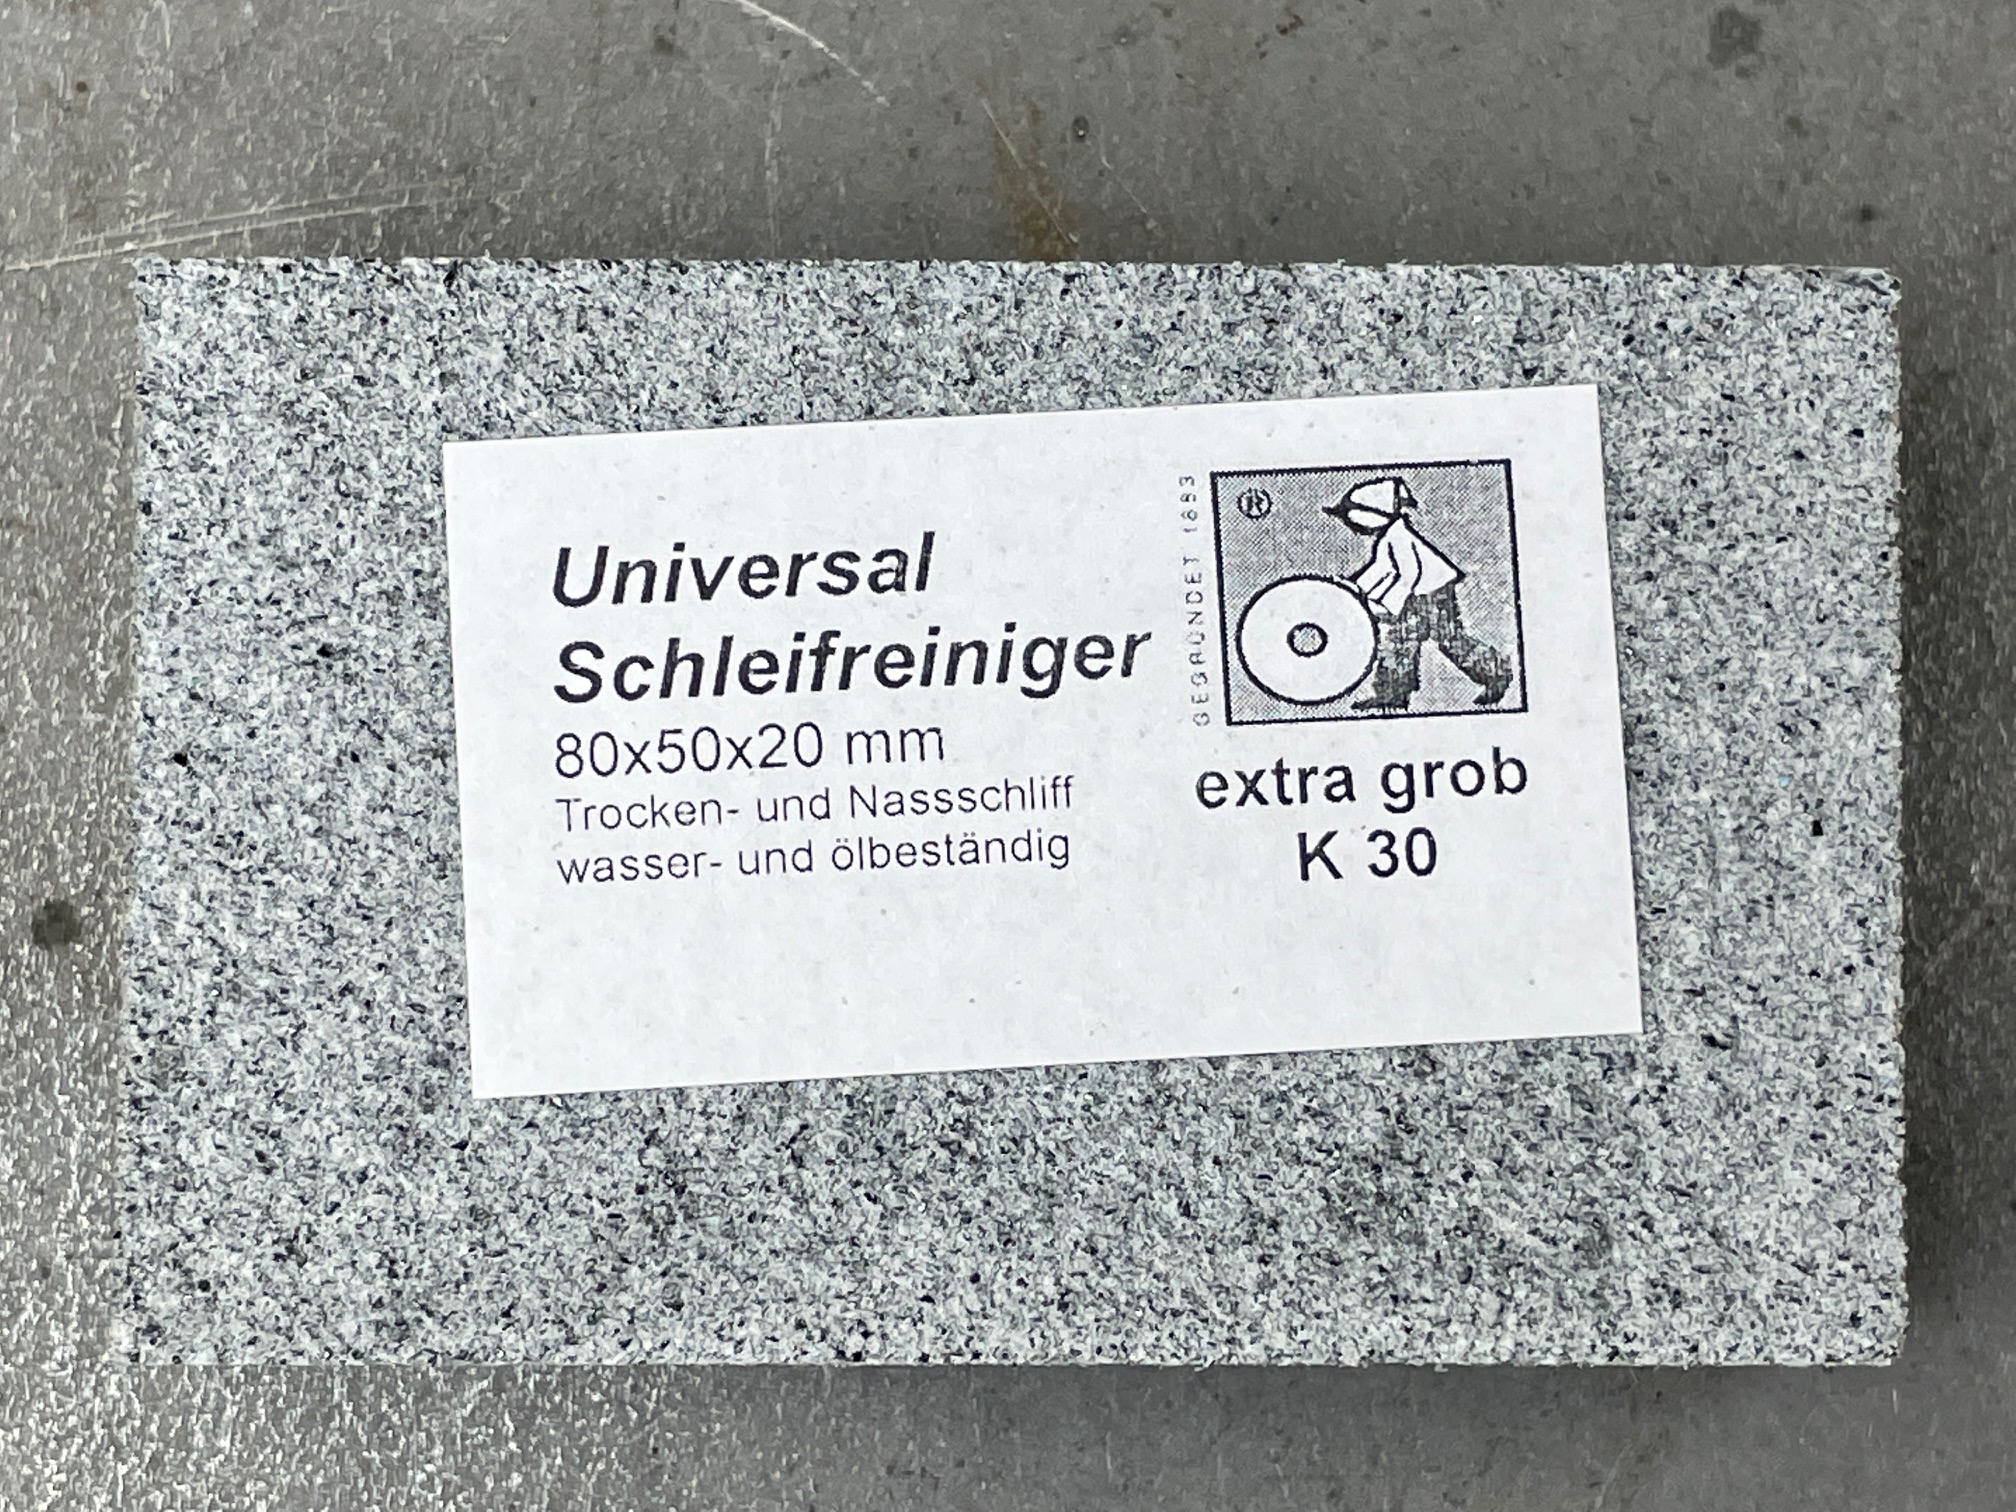 Universal
Schleifreiniger
80x50x20 mm
Trocken- und Nassschliff
wasser- und ölbeständig
GEGRÜNDET 1883
®
extra grob
K 30